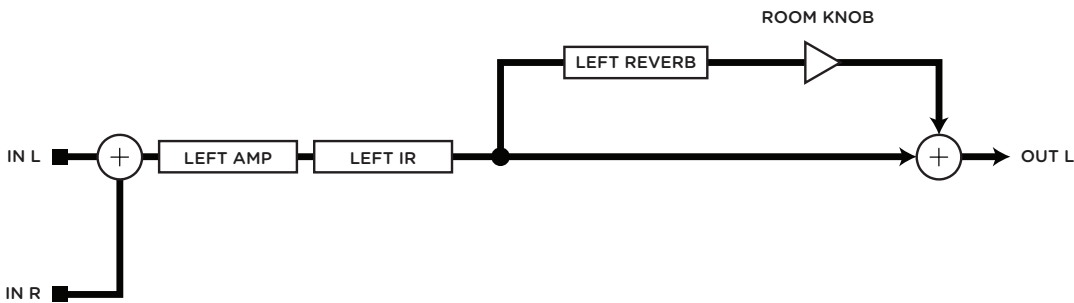 ROOM KNOB
LEFT REVERB
IN L
+
LEFT AMP
LEFT IR
+
OUT L
IN R